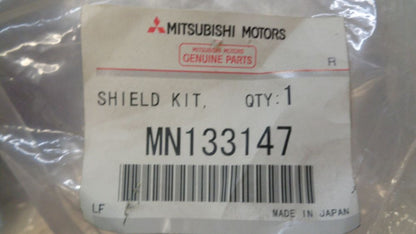 MITSUBISHI MOTORS
MITSUBISHI MOTORS
GENUINE PARTS
R
SHIELD KIT, QTY:1
MN133147
LF
MADE IN JAPAN